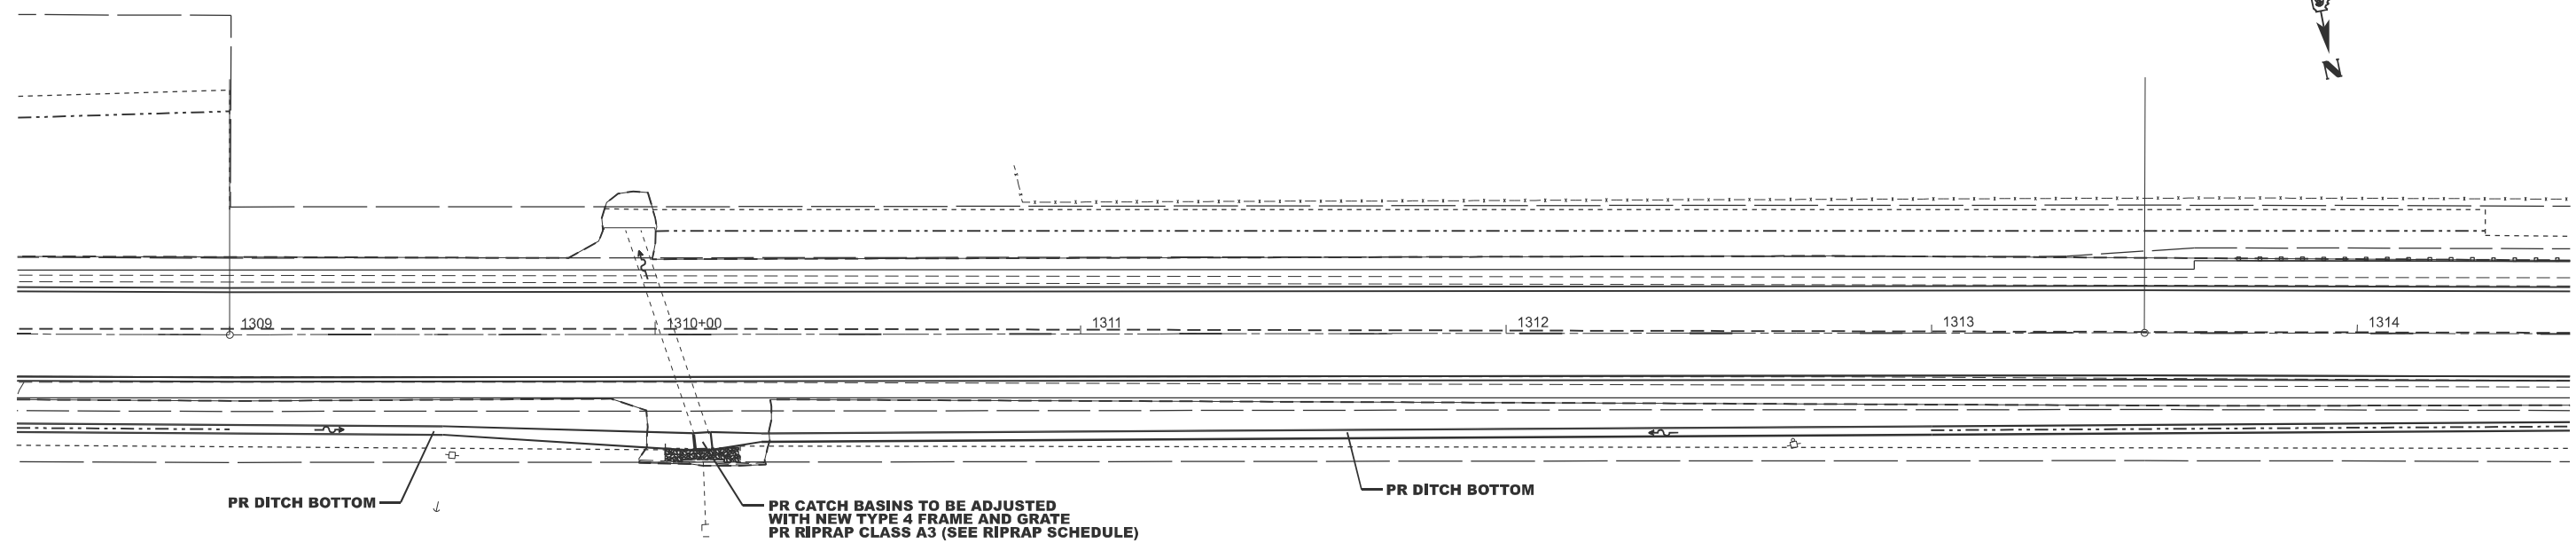 N
1309
1310+00
1311
1312
1313
1314
PR DITCH BOTTOM
PR CATCH BASINS TO BE ADJUSTED
WITH NEW TYPE 4 FRAME AND GRATE
PR RIPRAP CLASS A3 (SEE RIPRAP SCHEDULE)
PR DITCH BOTTOM